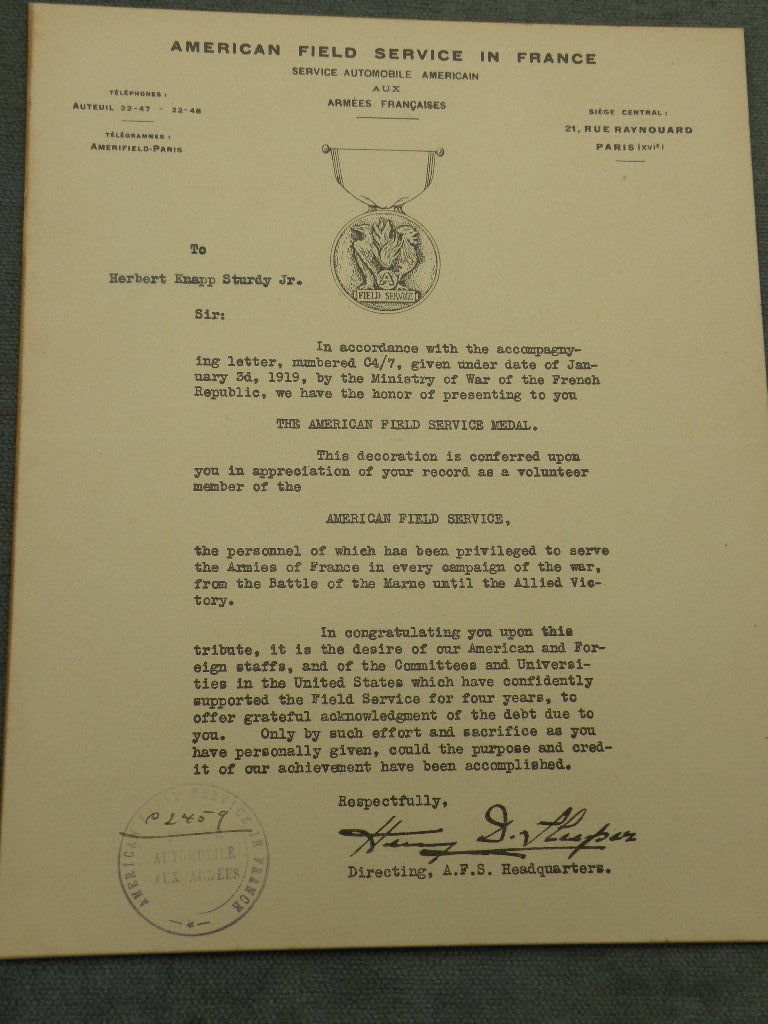 AMERICAN FIELD SERVICE IN FRANCE
SERVICE AUTOMOBILE AMERICAIN
AUX
ARMÉES FRANÇAISES
TÉLÉPHONES :
AUTEUIL 22-47 - 22-48
TÉLÉGRAMMES :
AMERIFIELD-PARIS
SIÈGE CENTRAL :
21, RUE RAYNOUARD
PARIS (XVIe)
A
FIELD SERVICE
To
Herbert Knapp Sturdy Jr.
Sir:
In accordance with the accompagny-
ing letter, numbered C4/7, given under date of Jan-
uary 3d, 1919, by the Ministry of War of the French
Republic, we have the honor of presenting to you
THE AMERICAN FIELD SERVICE MEDAL.
This decoration is conferred upon
you in appreciation of your record as a volunteer
member of the
AMERICAN FIELD SERVICE,
the personnel of which has been privileged to serve
the Armies of France in every campaign of the war,
from the Battle of the Marne until the Allied Vic-
tory.
In congratulating you upon this
tribute, it is the desire of our American and For-
eign staffs, and of the Committees and Universi-
ties in the United States which have confidently
supported the Field Service for four years, to
offer grateful acknowledgment of the debt due to
you. Only by such effort and sacrifice as you
have personally given, could the purpose and cred-
it of our achievement have been accomplished.
Respectfully,
Henry D. Sleeper
Directing, A.F.S. Headquarters.
C 2459
AMERICAN SERVICE IN FRANCE
AUTOMOBILE
AUX ARMEES